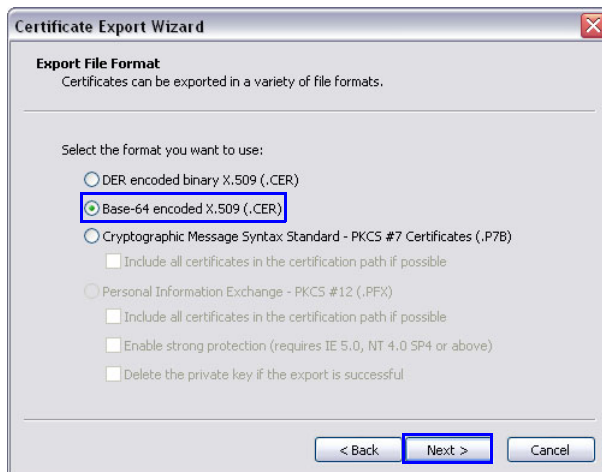 Certificate Export Wizard
Export File Format
Certificates can be exported in a variety of file formats.
Select the format you want to use:
DER encoded binary X.509 (.CER)
Base-64 encoded X.509 (.CER)
Cryptographic Message Syntax Standard - PKCS #7 Certificates (.P7B)
Include all certificates in the certification path if possible
Personal Information Exchange - PKCS #12 (.PFX)
Include all certificates in the certification path if possible
Enable strong protection (requires IE 5.0, NT 4.0 SP4 or above)
Delete the private key if the export is successful
< Back Next > Cancel